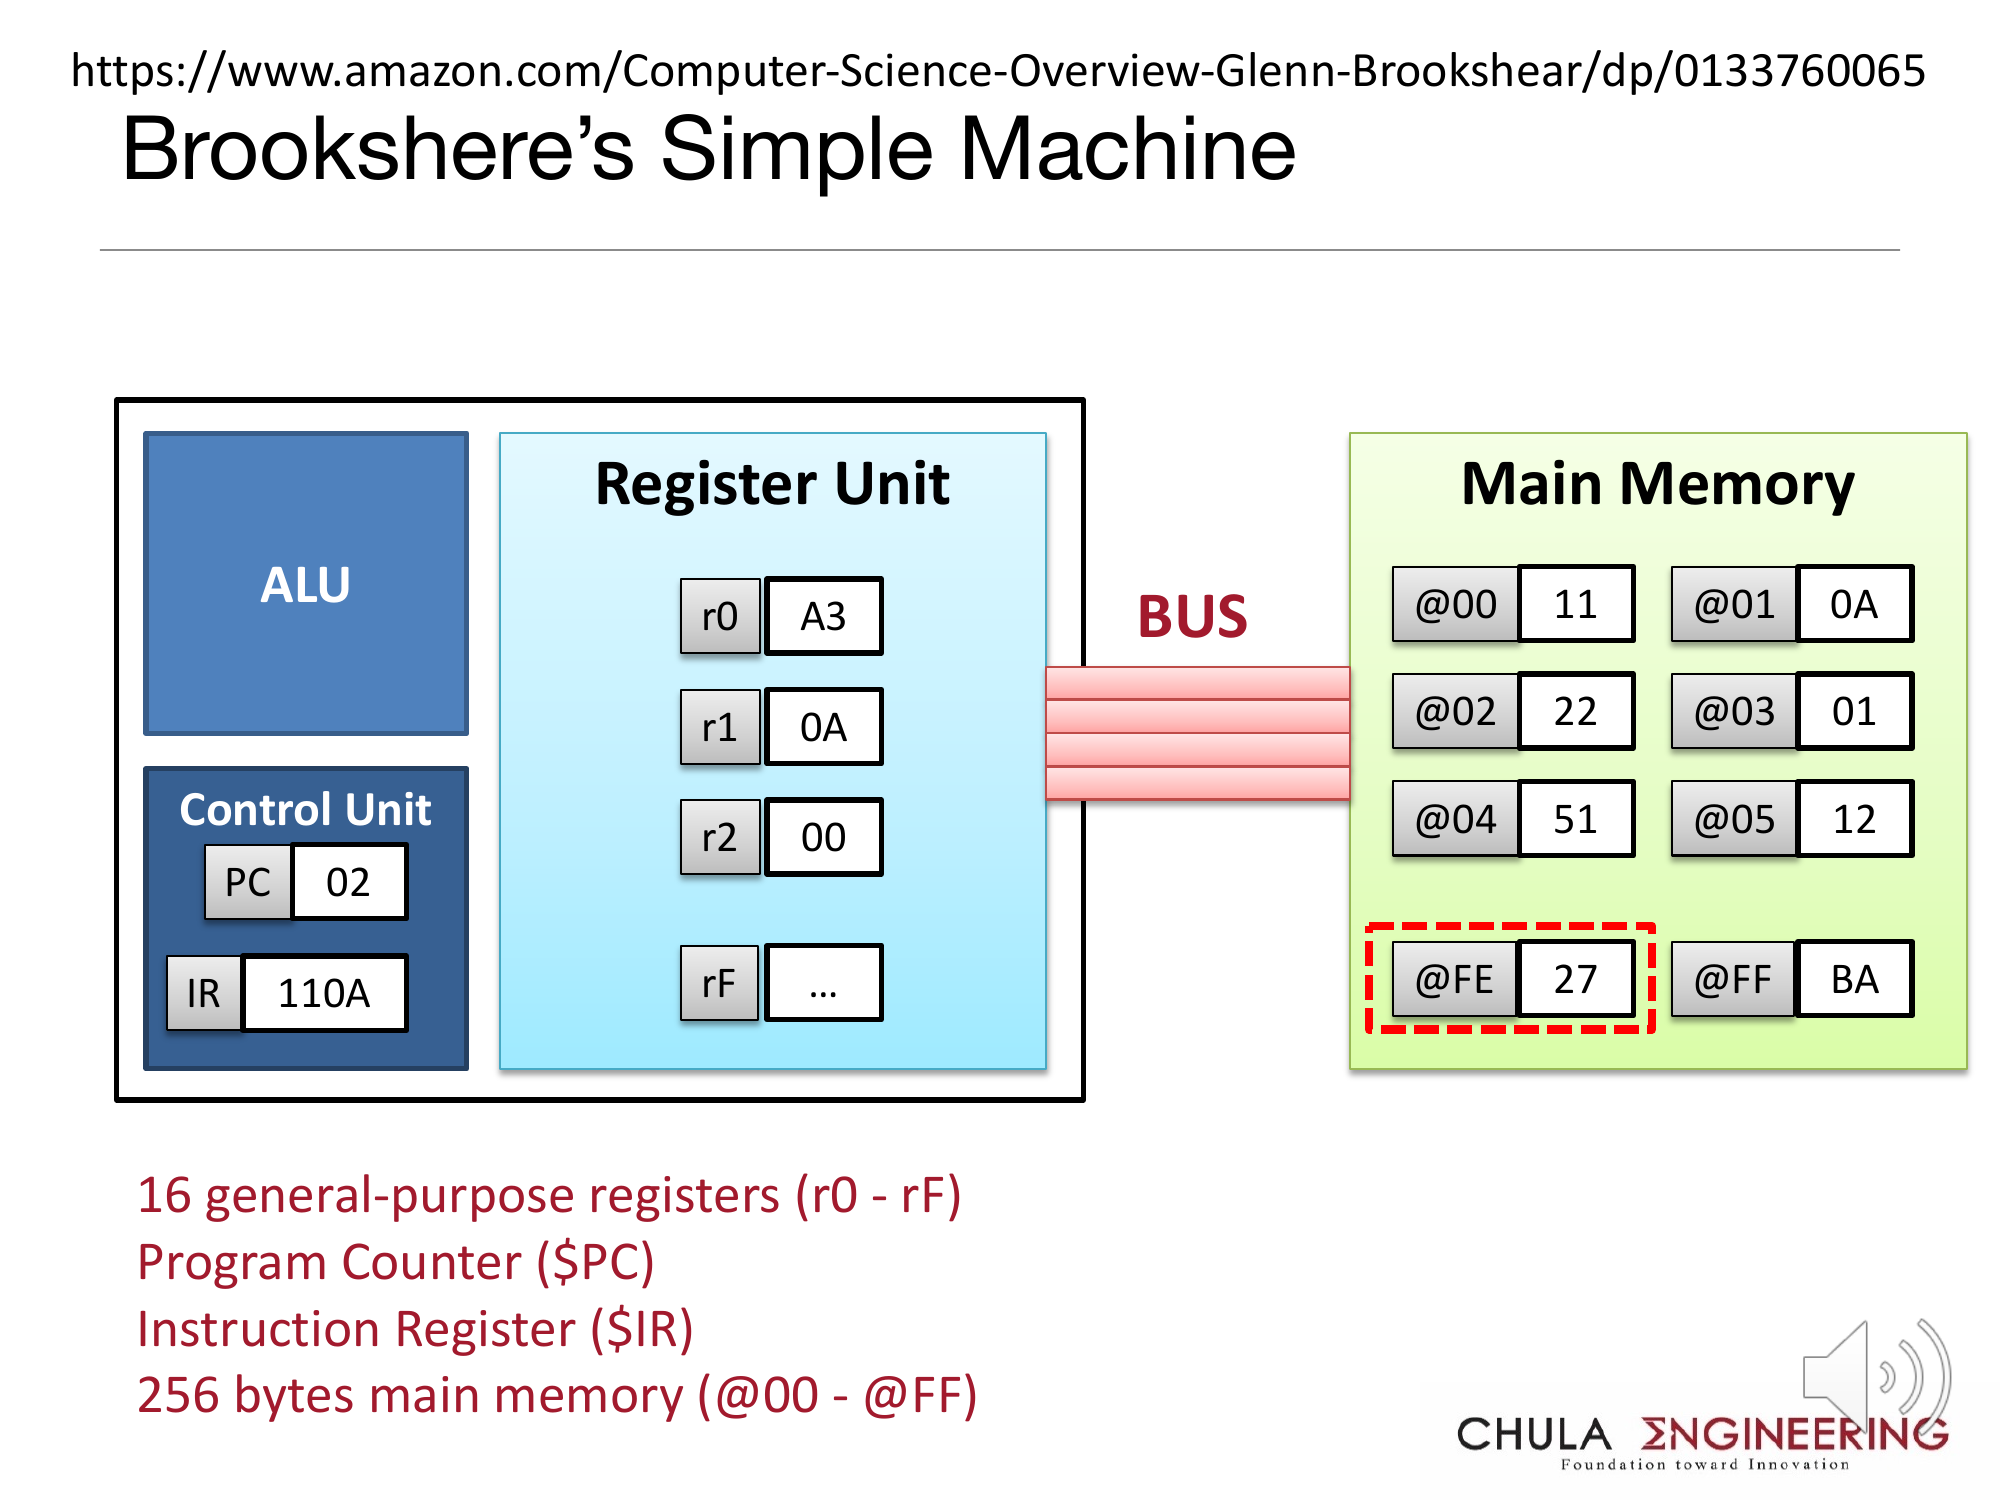 https://www.amazon.com/Computer-Science-Overview-Glenn-Brookshear/dp/0133760065
Brookshere’s Simple Machine
ALU
Control Unit
PC 02
IR 110A
Register Unit
r0 A3
r1 0A
r2 00
rF ...
BUS
Main Memory
@00 11 @01 0A
@02 22 @03 01
@04 51 @05 12
@FE 27 @FF BA
16 general-purpose registers (r0 - rF)
Program Counter ($PC)
Instruction Register ($IR)
256 bytes main memory (@00 - @FF)
CHULA ΣNGINEERING
Foundation toward Innovation